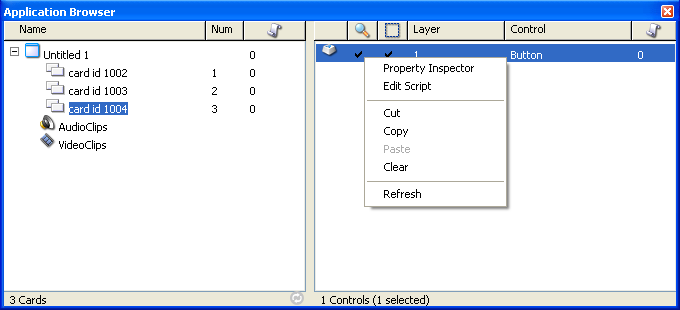 Application Browser
Name Num Layer Control
Untitled 1 0
card id 1002 1 0
card id 1003 2 0
card id 1004 3 0
AudioClips
VideoClips
1 Button 0
Property Inspector
Edit Script
Cut
Copy
Paste
Clear
Refresh
3 Cards
1 Controls (1 selected)